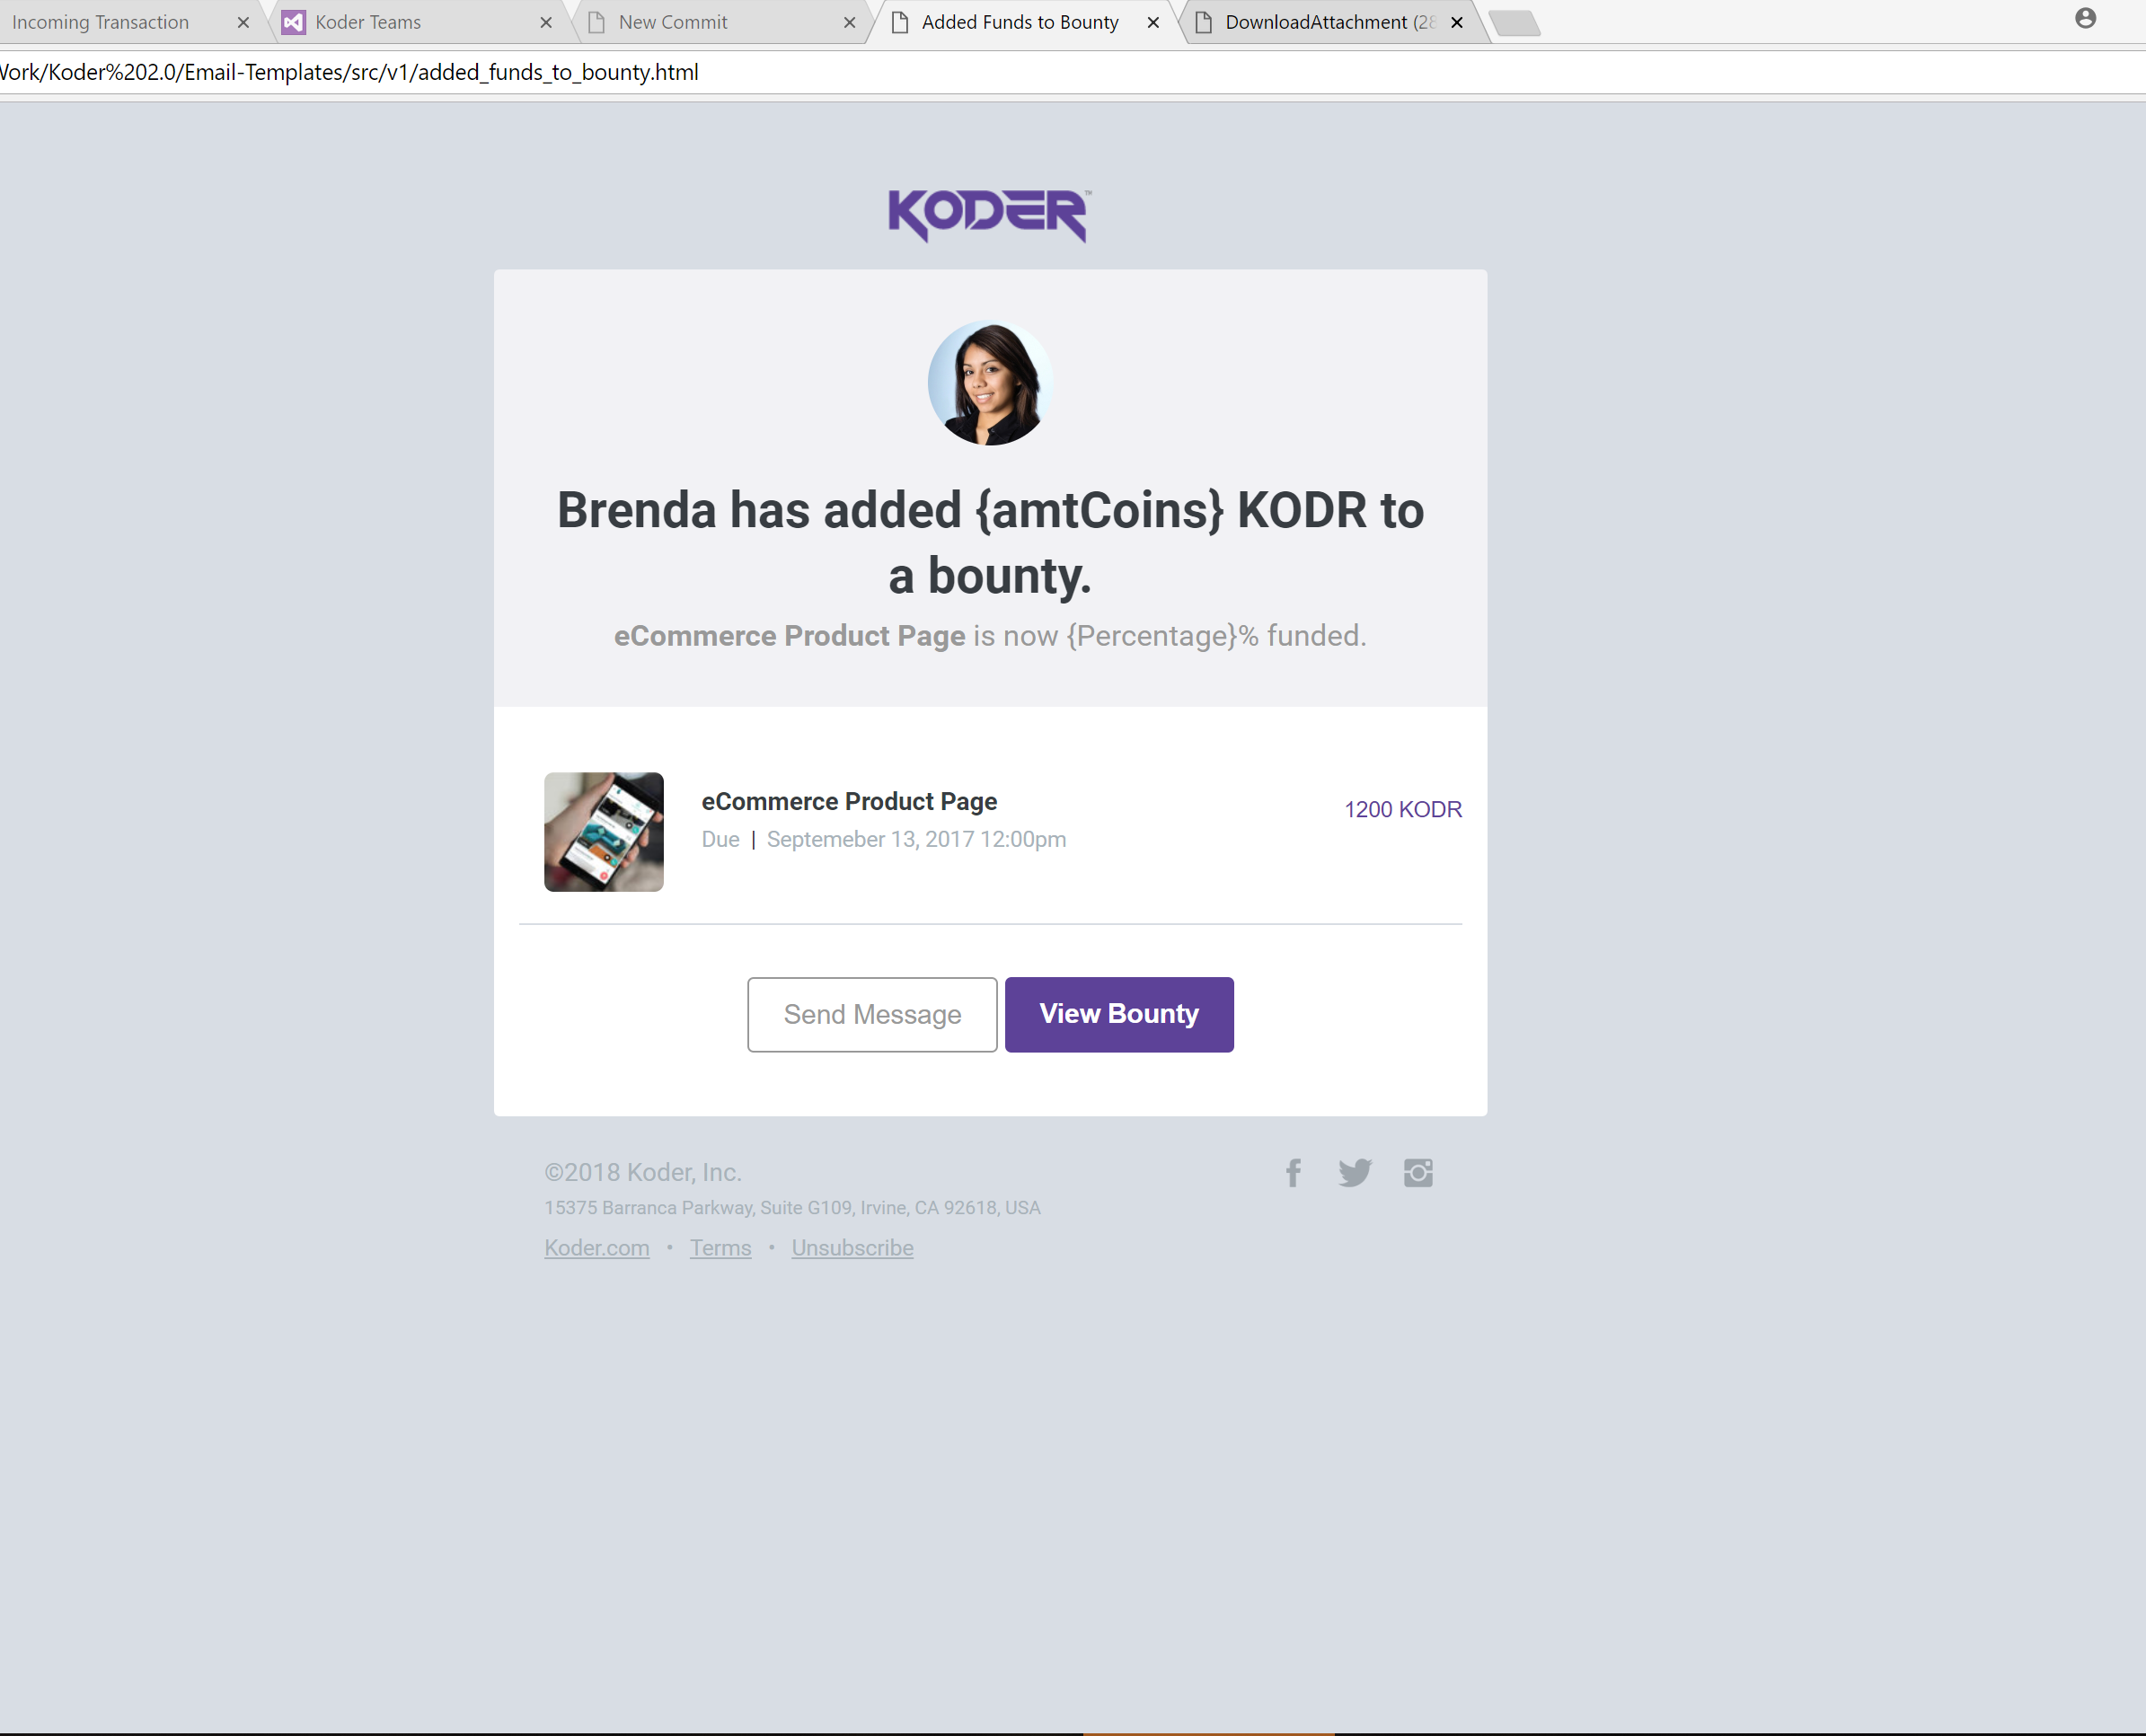 Incoming Transaction
Koder Teams
New Commit
Added Funds to Bounty
DownloadAttachment (28
Work/Koder%202.0/Email-Templates/src/v1/added_funds_to_bounty.html
KODER™
Brenda has added {amtCoins} KODR to
a bounty.
eCommerce Product Page is now {Percentage}% funded.
eCommerce Product Page
1200 KODR
Due | Septemeber 13, 2017 12:00pm
Send Message
View Bounty
©2018 Koder, Inc.
15375 Barranca Parkway, Suite G109, Irvine, CA 92618, USA
Koder.com • Terms • Unsubscribe